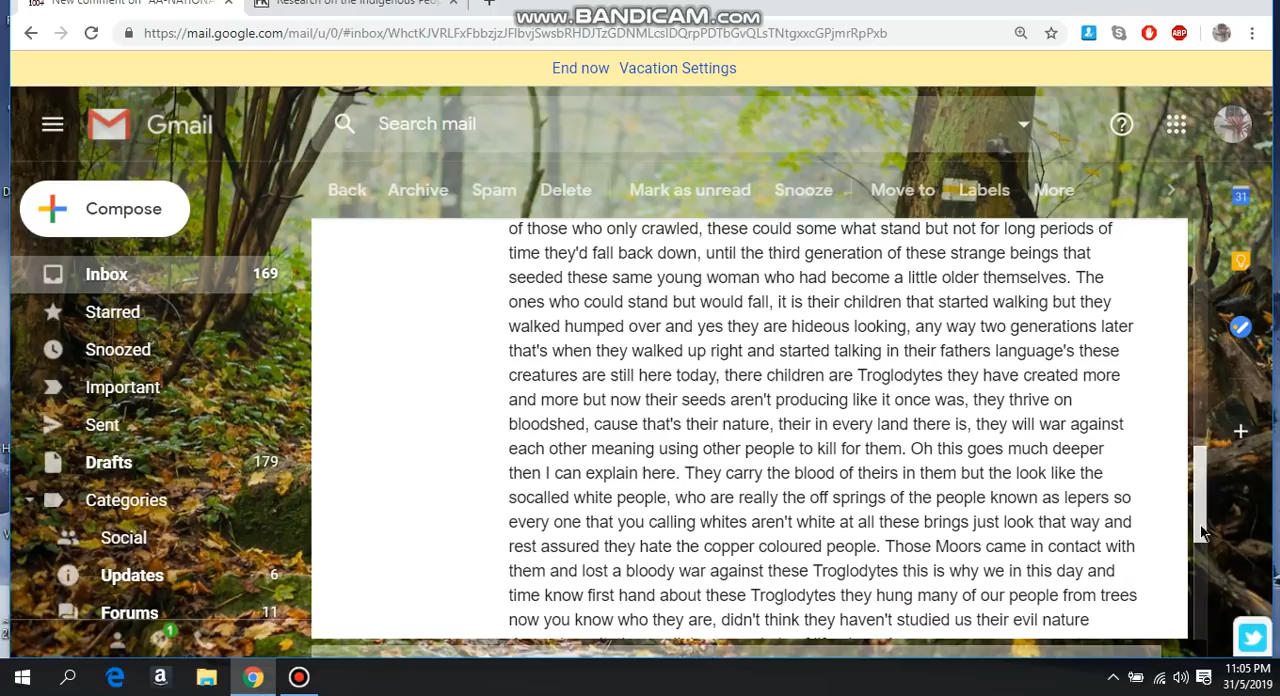 100+ New comment on "AA-NATIONA
Research on the Indigenous Peop
www.BANDICAM.com
End now Vacation Settings
Gmail
Search mail
Compose
Back Archive Spam Delete Mark as unread Snooze Move to Labels More
Inbox 169
Starred
Snoozed
Important
Sent
Drafts 179
Categories
Social
Updates 6
Forums 11
1
31
of those who only crawled, these could some what stand but not for long periods of
time they'd fall back down, until the third generation of these strange beings that
seeded these same young woman who had become a little older themselves. The
ones who could stand but would fall, it is their children that started walking but they
walked humped over and yes they are hideous looking, any way two generations later
that's when they walked up right and started talking in their fathers language's these
creatures are still here today, there children are Troglodytes they have created more
and more but now their seeds aren't producing like it once was, they thrive on
bloodshed, cause that's their nature, their in every land there is, they will war against
each other meaning using other people to kill for them. Oh this goes much deeper
then I can explain here. They carry the blood of theirs in them but the look like the
socalled white people, who are really the off springs of the people known as lepers so
every one that you calling whites aren't white at all these brings just look that way and
rest assured they hate the copper coloured people. Those Moors came in contact with
them and lost a bloody war against these Troglodytes this is why we in this day and
time know first hand about these Troglodytes they hung many of our people from trees
now you know who they are, didn't think they haven't studied us their evil nature
ABP
11:05 PM
31/5/2019